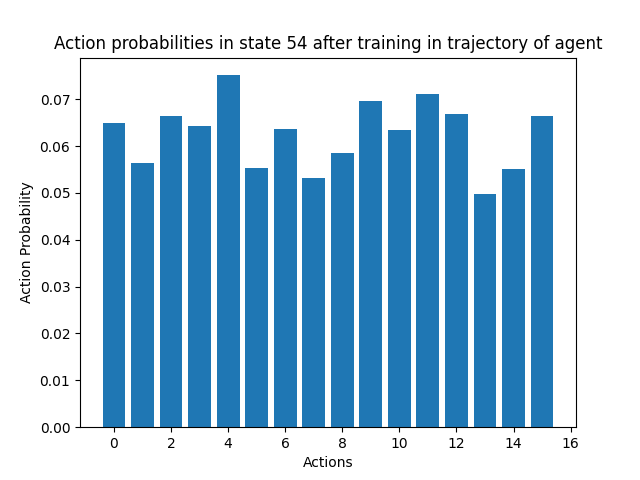 Action probabilities in state 54 after training in trajectory of agent
0.07
0.06
0.05
0.04
0.03
0.02
0.01
0.00
Action Probability
0 2 4 6 8 10 12 14 16
Actions